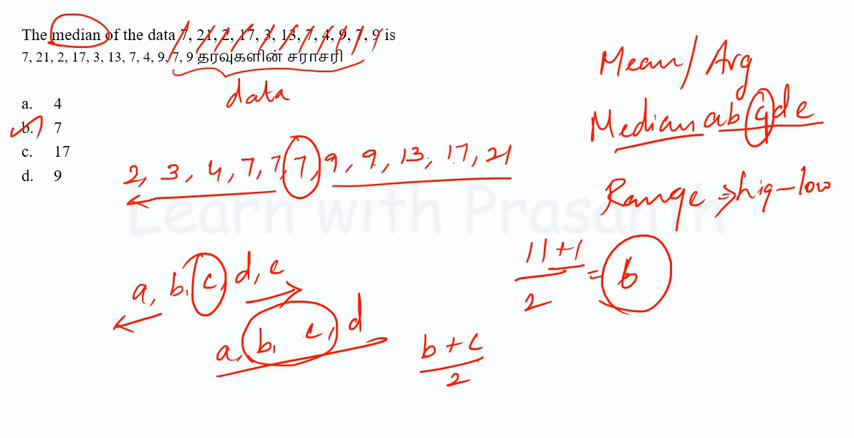 The median of the data 7, 21, 2, 17, 3, 13, 7, 4, 9, 7, 9 is
7, 21, 2, 17, 3, 13, 7, 4, 9, 7, 9 தரவுகளின் சராசரி
data
a. 4
b. 7
c. 17
d. 9
Mean / Avg
Median ab c de
Range ⇒ hig - low
2, 3, 4, 7, 7, 7, 9, 9, 13, 17, 21
Learn with Prasanth
11+1/2 = 6
a, b, c, d, e
a, b, c, d
b+c/2